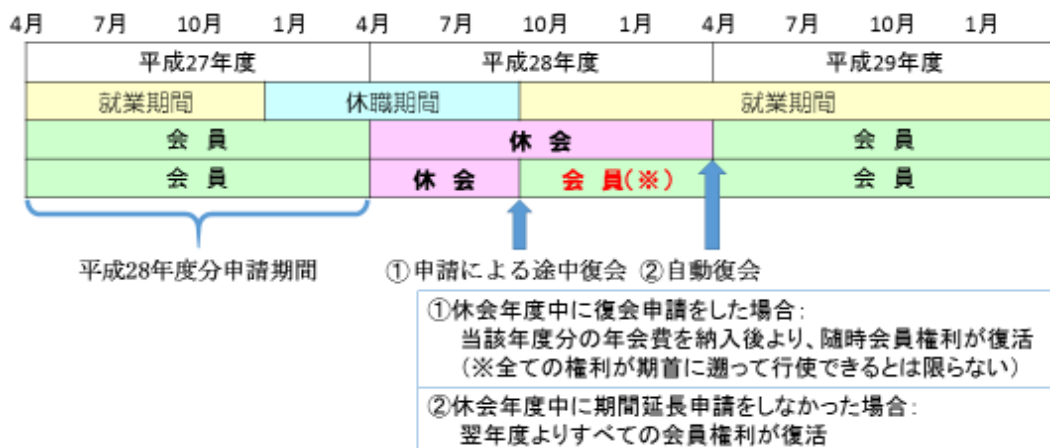 4月 7月 10月 1月 4月 7月 10月 1月 4月 7月 10月 1月
平成27年度 平成28年度 平成29年度
就業期間 休職期間 就業期間
会 員 休 会 会 員
会 員 休 会 会 員(※) 会 員
平成28年度分申請期間 ①申請による途中復会 ②自動復会
①休会年度中に復会申請をした場合:
当該年度分の年会費を納入後より、随時会員権利が復活
(※全ての権利が期首に遡って行使できるとは限らない)
②休会年度中に期間延長申請をしなかった場合:
翌年度よりすべての会員権利が復活